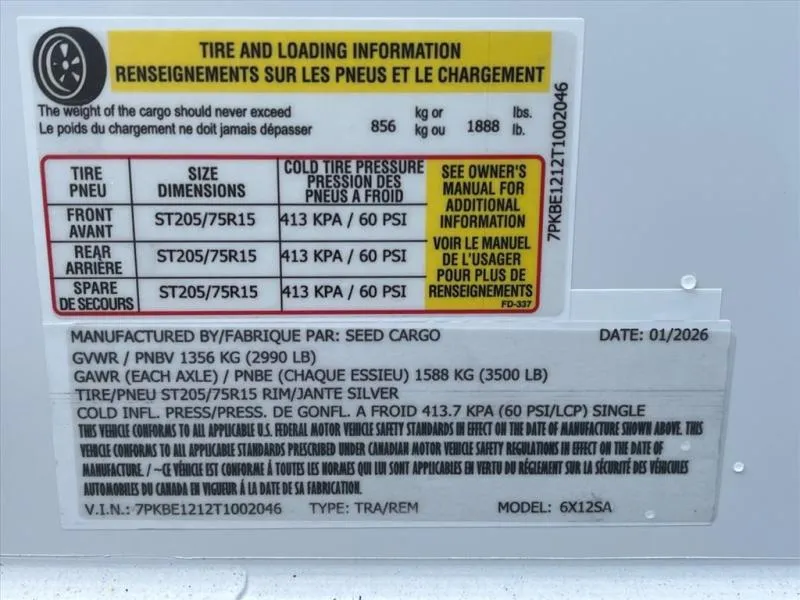 TIRE AND LOADING INFORMATION
RENSEIGNEMENTS SUR LES PNEUS ET LE CHARGEMENT
The weight of the cargo should never exceed 856 kg or 1888 lbs.
Le poids du chargement ne doit jamais dépasser kg ou lb.
TIRE PNEU
SIZE DIMENSIONS
COLD TIRE PRESSURE PRESSION DES PNEUS A FROID
FRONT AVANT ST205/75R15 413 KPA / 60 PSI
REAR ARRIÈRE ST205/75R15 413 KPA / 60 PSI
SPARE DE SECOURS ST205/75R15 413 KPA / 60 PSI
SEE OWNER'S
MANUAL FOR
ADDITIONAL
INFORMATION
VOIR LE MANUEL
DE L'USAGER
POUR PLUS DE
RENSEIGNEMENTS
FD-337
7PKBE1212T1002046
MANUFACTURED BY/FABRIQUE PAR: SEED CARGO DATE: 01/2026
GVWR / PNBV 1356 KG (2990 LB)
GAWR (EACH AXLE) / PNBE (CHAQUE ESSIEU) 1588 KG (3500 LB)
TIRE/PNEU ST205/75R15 RIM/JANTE SILVER
COLD INFL. PRESS/PRESS. DE GONFL. A FROID 413.7 KPA (60 PSI/LCP) SINGLE
THIS VEHICLE CONFORMS TO ALL APPLICABLE U.S. FEDERAL MOTOR VEHICLE SAFETY STANDARDS IN EFFECT ON THE DATE OF MANUFACTURE SHOWN ABOVE. THIS
VEHICLE CONFORMS TO ALL APPLICABLE STANDARDS PRESCRIBED UNDER CANADIAN MOTOR VEHICLE SAFETY REGULATIONS IN EFFECT ON THE DATE OF
MANUFACTURE. / ~CE VÉHICLE EST CONFORME Á TOUTES LES NORMES QUI LUI SONT APPLICABLES EN VERTU DU RÉGLEMENT SUR LA SÉCURITÉ DES VÉHICLES
AUTOMOBILES DU CANADA EN VIGUEUR Á LA DATE DE SA FABRICATION.
V.I.N.: 7PKBE1212T1002046 TYPE: TRA/REM MODEL: 6X12SA